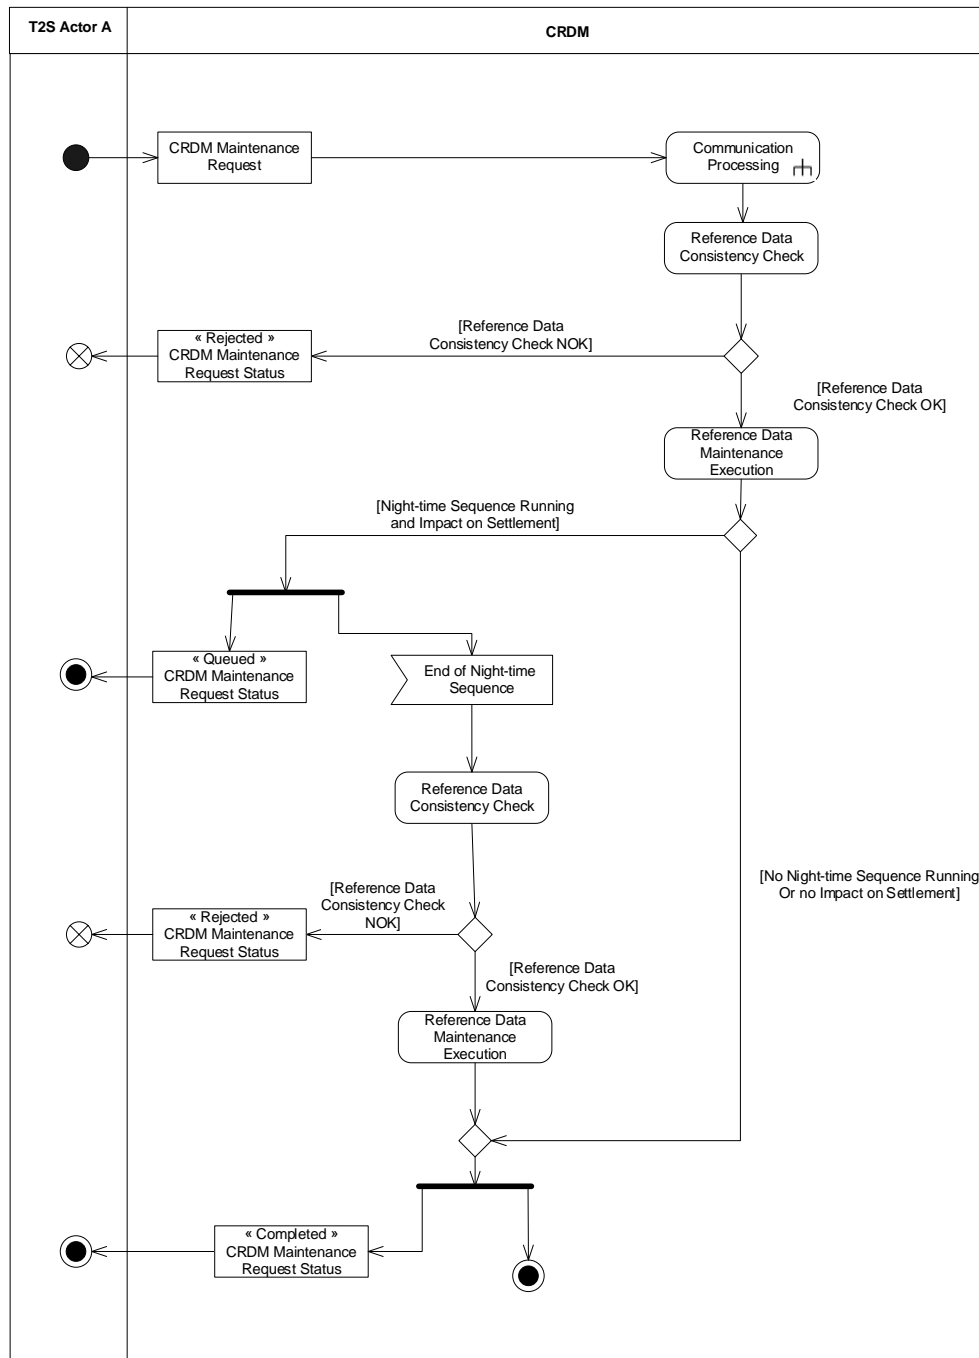 T2S Actor A
CRDM
CRDM Maintenance
Request
Communication
Processing
Reference Data
Consistency Check
[Reference Data
Consistency Check NOK]
« Rejected »
CRDM Maintenance
Request Status
[Reference Data
Consistency Check OK]
Reference Data
Maintenance
Execution
[Night-time Sequence Running
and Impact on Settlement]
« Queued »
CRDM Maintenance
Request Status
End of Night-time
Sequence
Reference Data
Consistency Check
[No Night-time Sequence Running
Or no Impact on Settlement]
[Reference Data
Consistency Check
NOK]
« Rejected »
CRDM Maintenance
Request Status
[Reference Data
Consistency Check OK]
Reference Data
Maintenance
Execution
« Completed »
CRDM Maintenance
Request Status